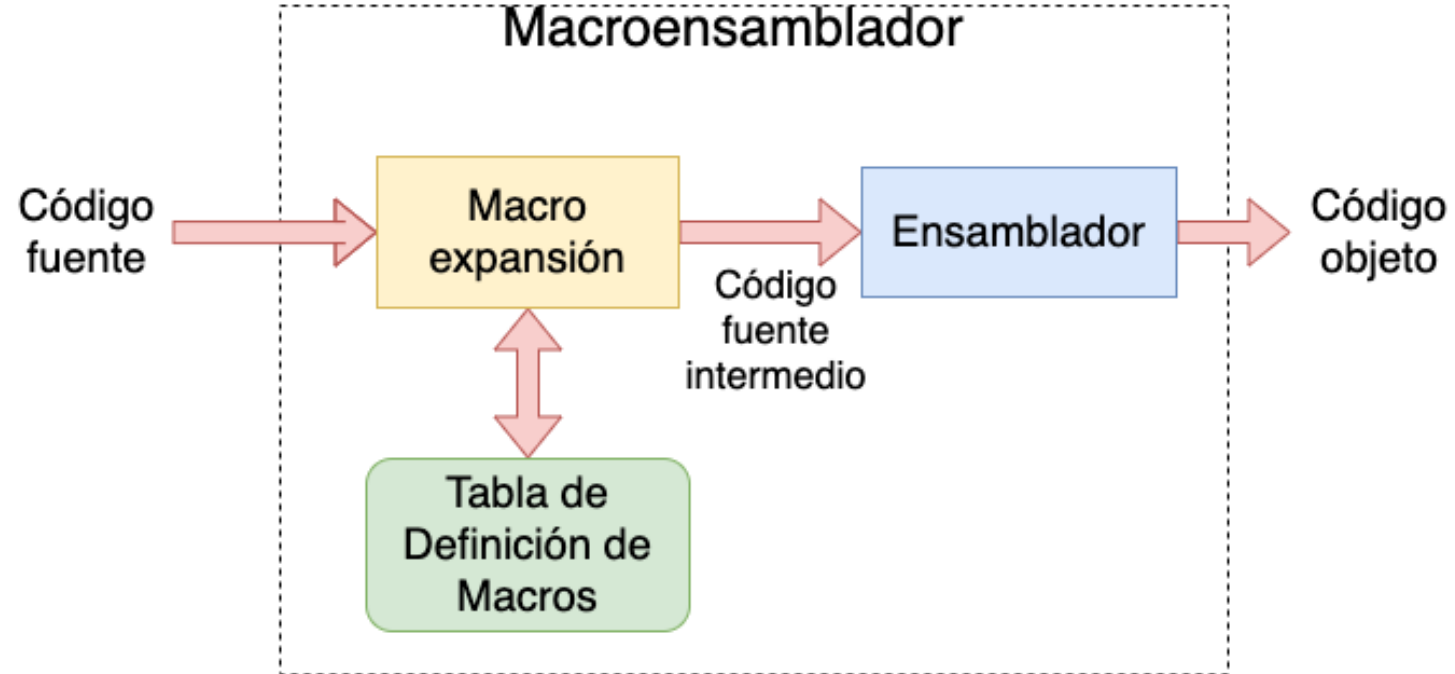 Macroensamblador
Código
fuente
Macro
expansión
Código
fuente
intermedio
Ensamblador
Código
objeto
Tabla de
Definición de
Macros